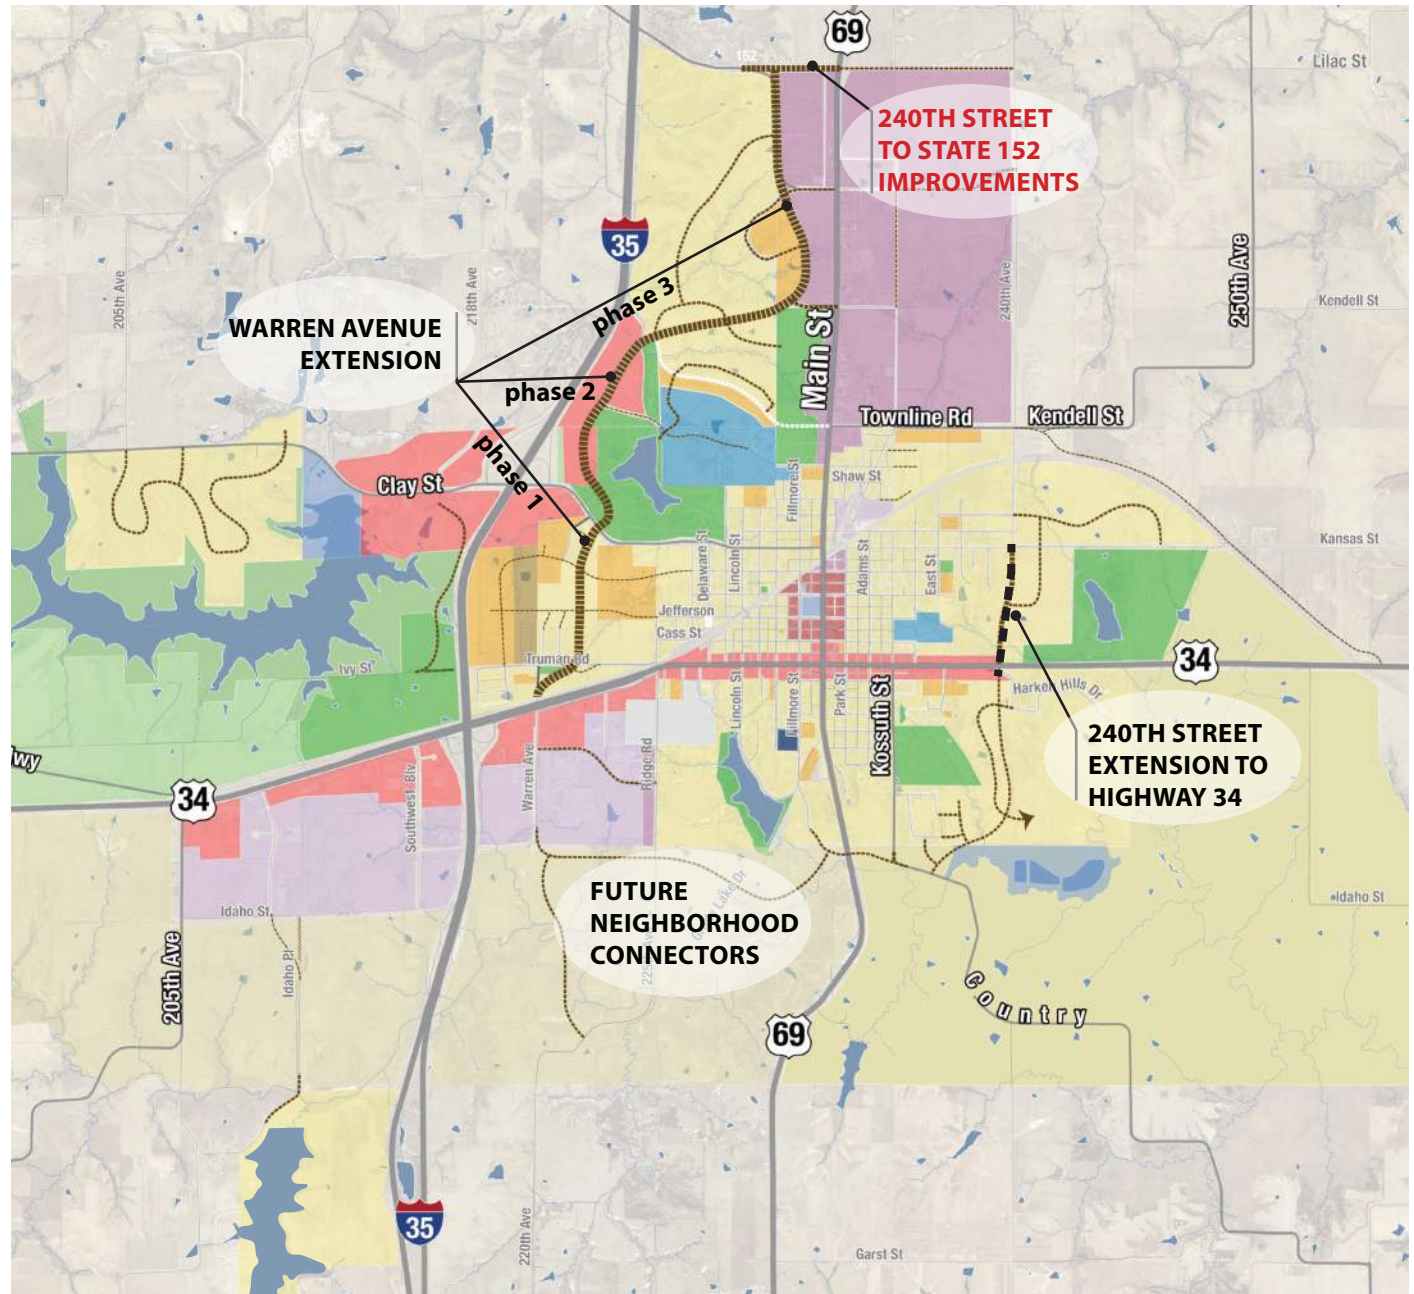 69
152
Lilac St
240TH STREET
TO STATE 152
IMPROVEMENTS
35
205th Ave
218th Ave
240th Ave
250th Ave
Kendell St
WARREN AVENUE
EXTENSION
phase 3
phase 2
phase 1
Main St
Townline Rd
Kendell St
Clay St
Shaw St
Fillmore St
Delaware St
Lincoln St
Adams St
East St
Kansas St
Jefferson
Cass St
Truman Rd
Ivy St
34
Harken Hills Dr
Lincoln St
Fillmore St
Park St
Kossuth St
240TH STREET
EXTENSION TO
HIGHWAY 34
wy
34
Southwest Blv
Warren Ave
Ridge Rd
Idaho St
Idaho Pl
205th Ave
FUTURE
NEIGHBORHOOD
CONNECTORS
Lake Dr
Idaho St
Country
69
35
220th Ave
Garst St